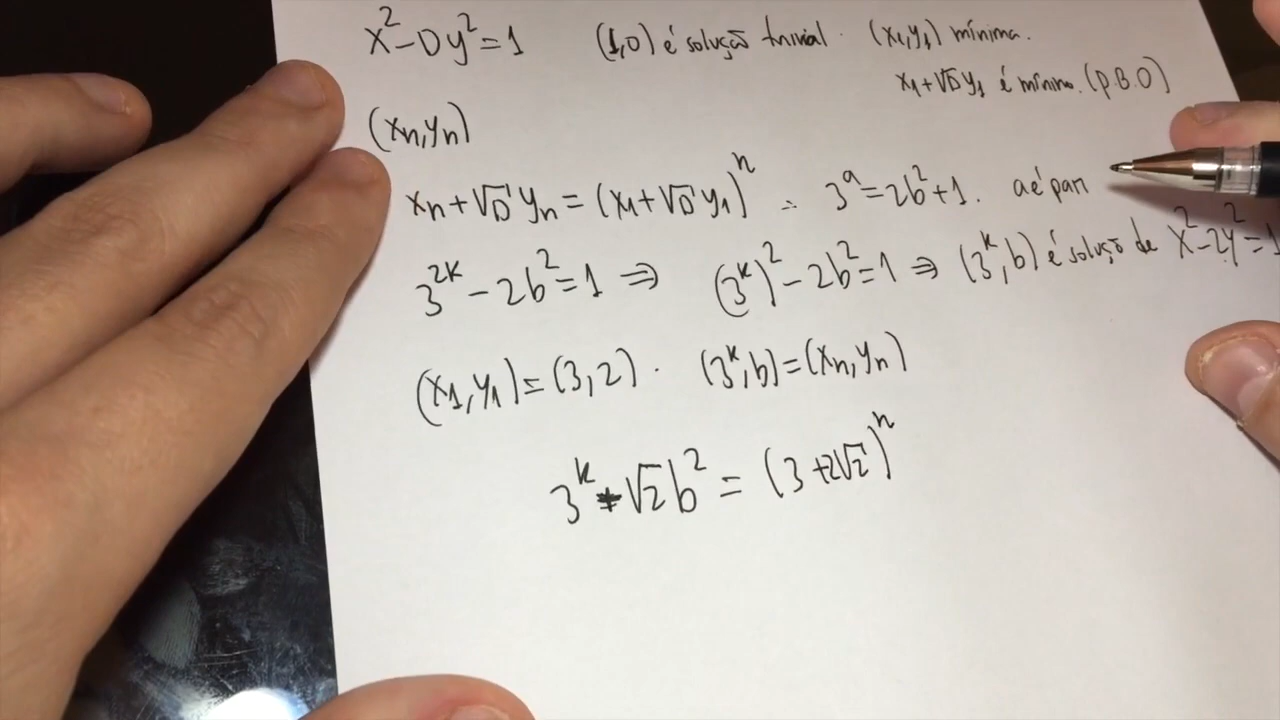 x²-Dy²=1 (1,0) é solução trivial. (x₁,y₁) mínima.
x₁+√D y₁ é mínimo. (P.B.O)
(xₙ,yₙ)
xₙ+√D yₙ=(x₁+√D y₁)ⁿ ∴ 3ᵃ=2b²+1. a é par
3²ᵏ-2b²=1 ⇒ (3ᵏ)²-2b²=1 ⇒ (3ᵏ,b) é solução de x²-2y²=1
(x₁,y₁)=(3,2). (3ᵏ,b)=(xₙ,yₙ)
3ᵏ+√2b²=(3+2√2)ⁿ